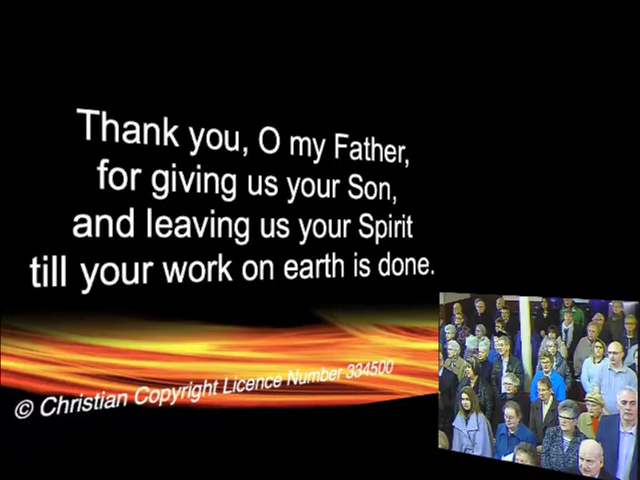 Thank you, O my Father,
for giving us your Son,
and leaving us your Spirit
till your work on earth is done.
© Christian Copyright Licence Number 334500